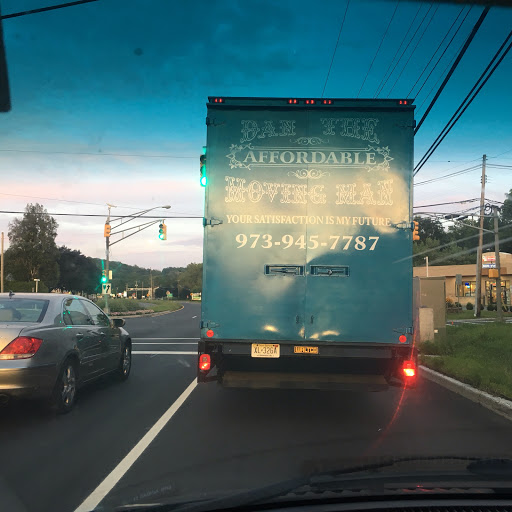 DAN THE
AFFORDABLE
MOVING MAN
YOUR SATISFACTION IS MY FUTURE
973-945-7787